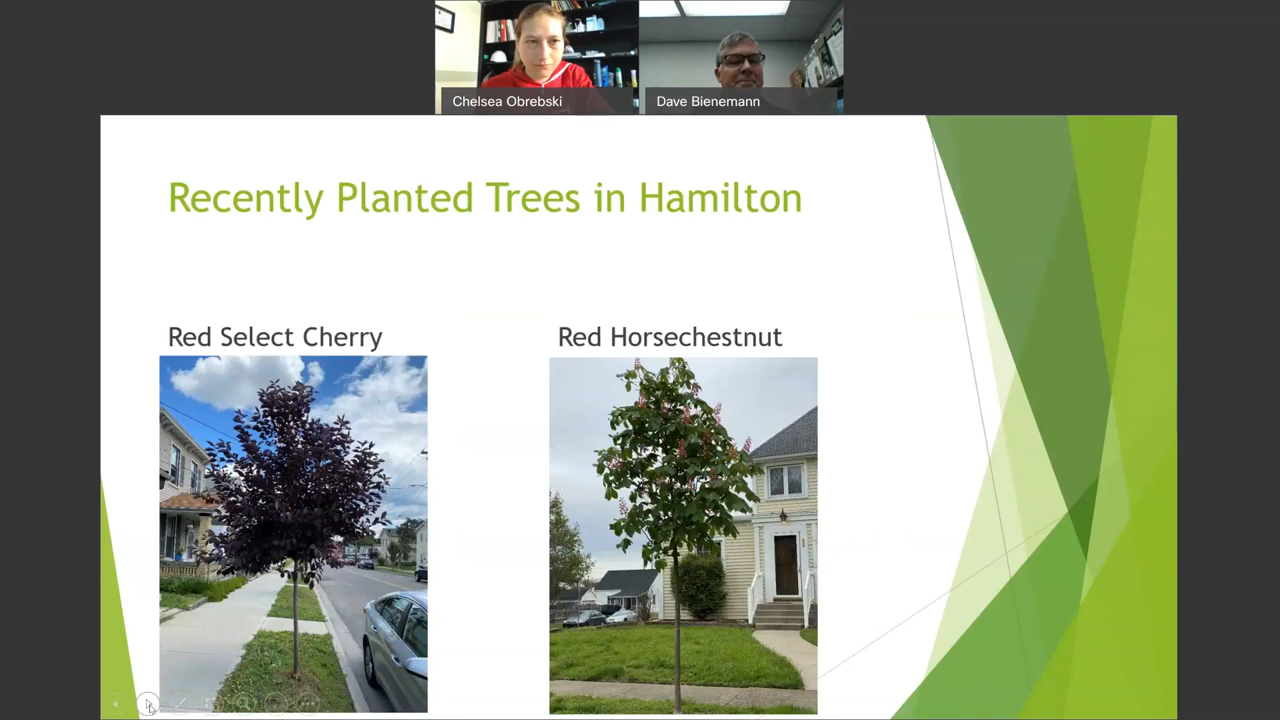 Chelsea Obrebski
Dave Bienemann
Recently Planted Trees in Hamilton
Red Select Cherry
Red Horsechestnut